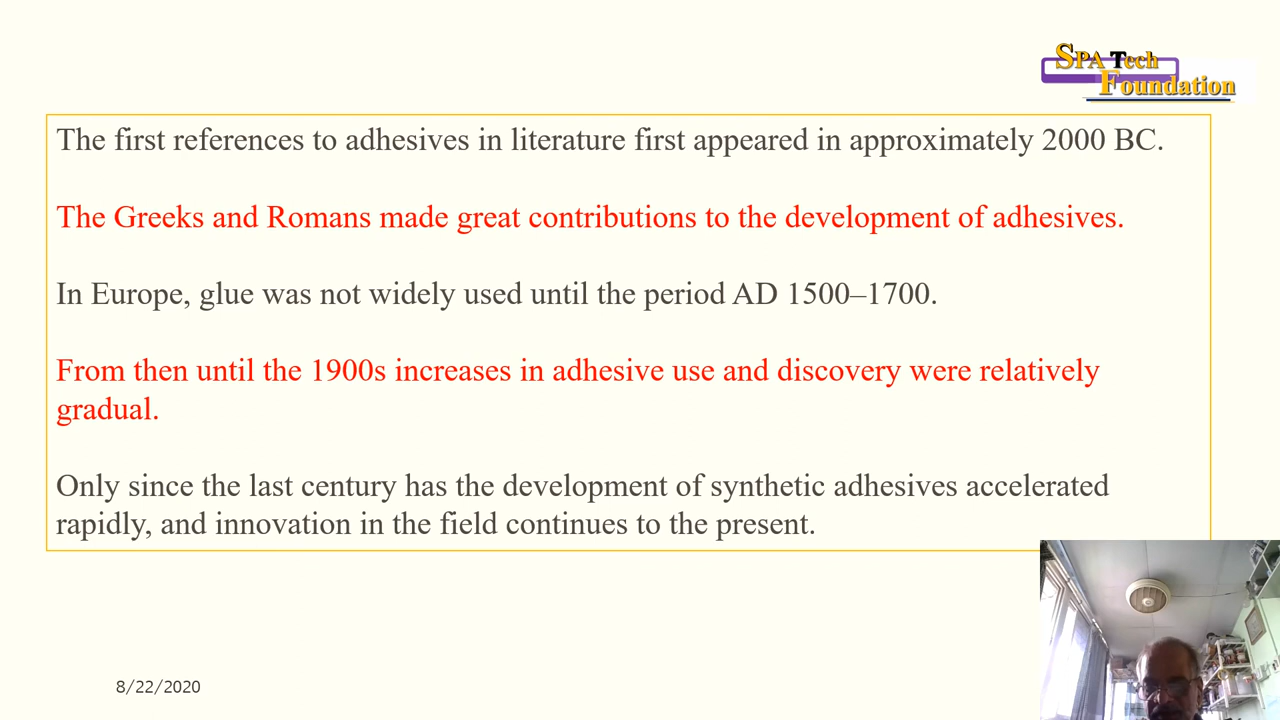 SPA Tech
Foundation
The first references to adhesives in literature first appeared in approximately 2000 BC.
The Greeks and Romans made great contributions to the development of adhesives.
In Europe, glue was not widely used until the period AD 1500–1700.
From then until the 1900s increases in adhesive use and discovery were relatively
gradual.
Only since the last century has the development of synthetic adhesives accelerated
rapidly, and innovation in the field continues to the present.
8/22/2020